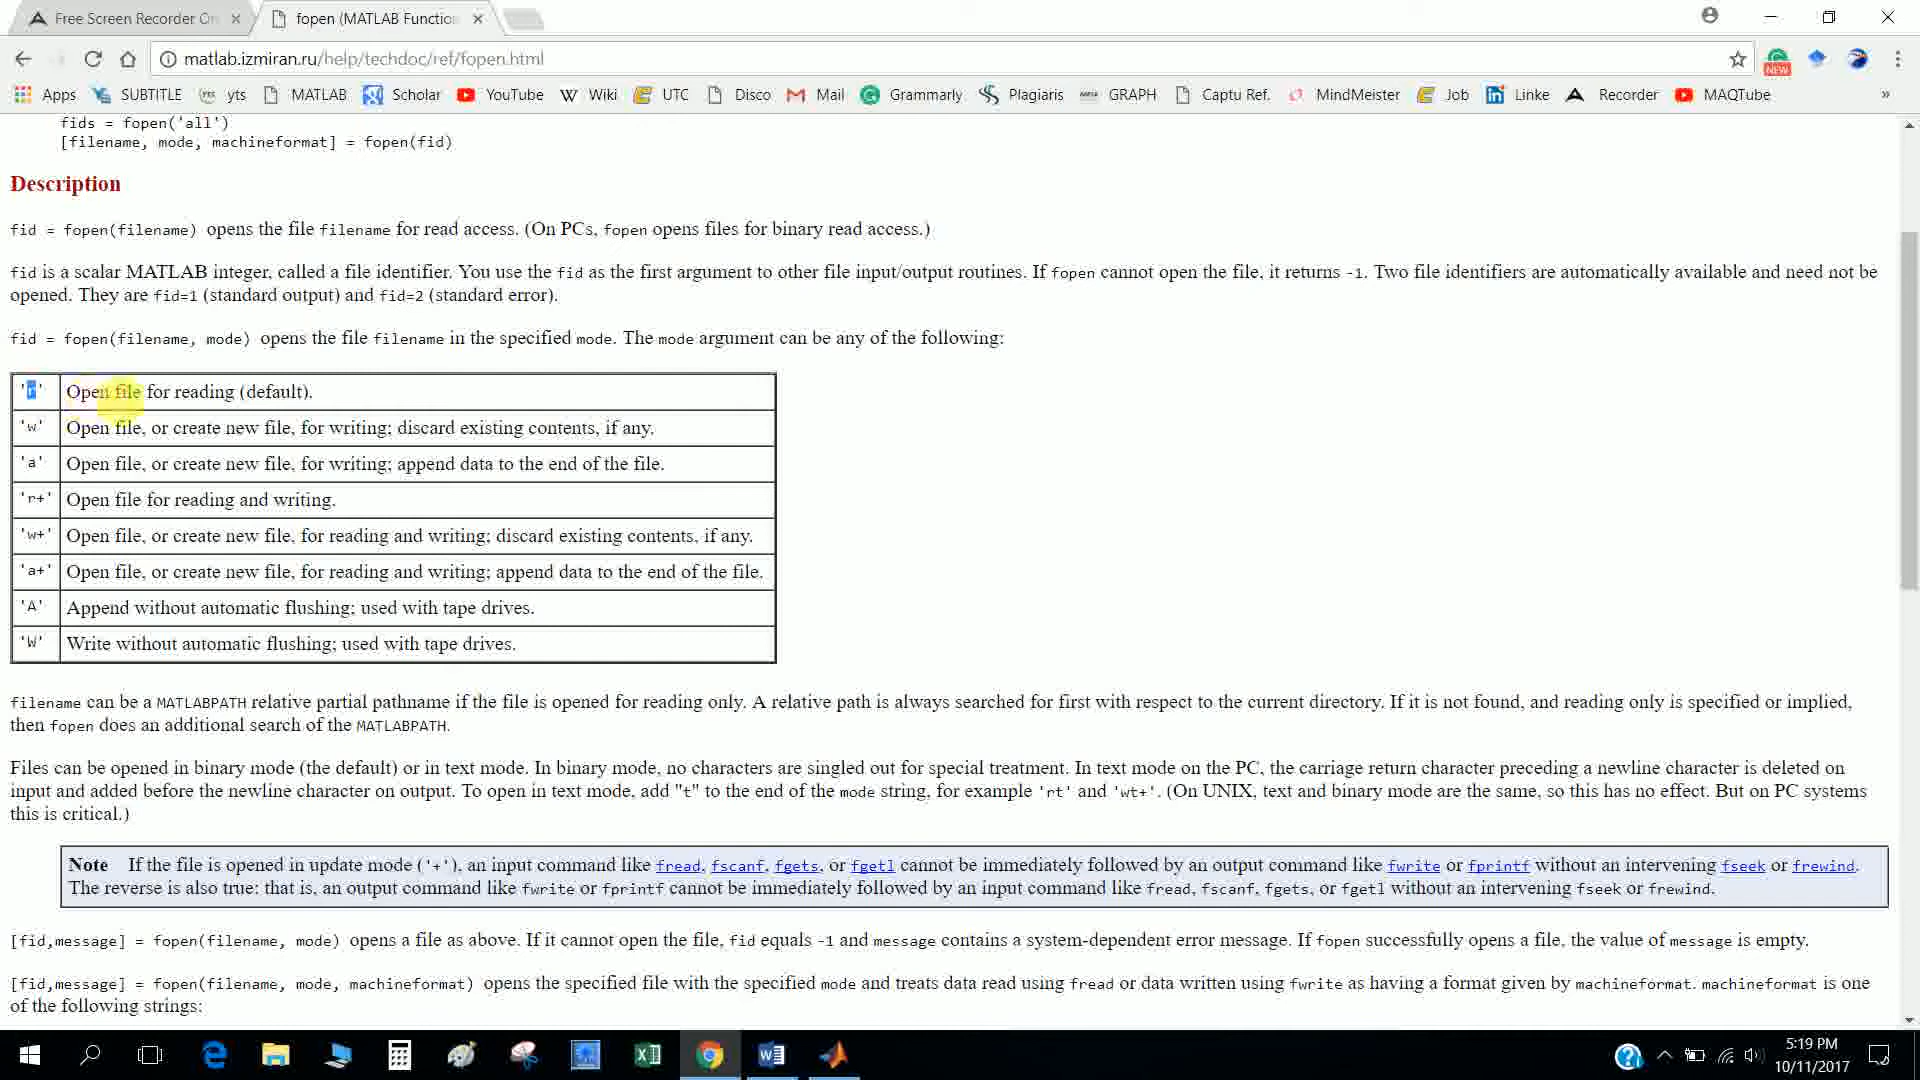 Free Screen Recorder On
fopen (MATLAB Functio
matlab.izmiran.ru/help/techdoc/ref/fopen.html
NEW
Apps SUBTITLE yts MATLAB Scholar YouTube Wiki UTC Disco Mail Grammarly Plagiaris GRAPH Captu Ref. MindMeister Job Linke Recorder MAQTube »
fids = fopen('all')
[filename, mode, machineformat] = fopen(fid)
Description
fid = fopen(filename) opens the file filename for read access. (On PCs, fopen opens files for binary read access.)
fid is a scalar MATLAB integer, called a file identifier. You use the fid as the first argument to other file input/output routines. If fopen cannot open the file, it returns -1. Two file identifiers are automatically available and need not be
opened. They are fid=1 (standard output) and fid=2 (standard error).
fid = fopen(filename, mode) opens the file filename in the specified mode. The mode argument can be any of the following:
'r' Open file for reading (default).
'w' Open file, or create new file, for writing; discard existing contents, if any.
'a' Open file, or create new file, for writing; append data to the end of the file.
'r+' Open file for reading and writing.
'w+' Open file, or create new file, for reading and writing; discard existing contents, if any.
'a+' Open file, or create new file, for reading and writing; append data to the end of the file.
'A' Append without automatic flushing; used with tape drives.
'W' Write without automatic flushing; used with tape drives.
filename can be a MATLABPATH relative partial pathname if the file is opened for reading only. A relative path is always searched for first with respect to the current directory. If it is not found, and reading only is specified or implied,
then fopen does an additional search of the MATLABPATH.
Files can be opened in binary mode (the default) or in text mode. In binary mode, no characters are singled out for special treatment. In text mode on the PC, the carriage return character preceding a newline character is deleted on
input and added before the newline character on output. To open in text mode, add "t" to the end of the mode string, for example 'rt' and 'wt+'. (On UNIX, text and binary mode are the same, so this has no effect. But on PC systems
this is critical.)
Note If the file is opened in update mode ('+'), an input command like fread, fscanf, fgets, or fgetl cannot be immediately followed by an output command like fwrite or fprintf without an intervening fseek or frewind.
The reverse is also true: that is, an output command like fwrite or fprintf cannot be immediately followed by an input command like fread, fscanf, fgets, or fgetl without an intervening fseek or frewind.
[fid,message] = fopen(filename, mode) opens a file as above. If it cannot open the file, fid equals -1 and message contains a system-dependent error message. If fopen successfully opens a file, the value of message is empty.
[fid,message] = fopen(filename, mode, machineformat) opens the specified file with the specified mode and treats data read using fread or data written using fwrite as having a format given by machineformat. machineformat is one
of the following strings:
5:19 PM
10/11/2017